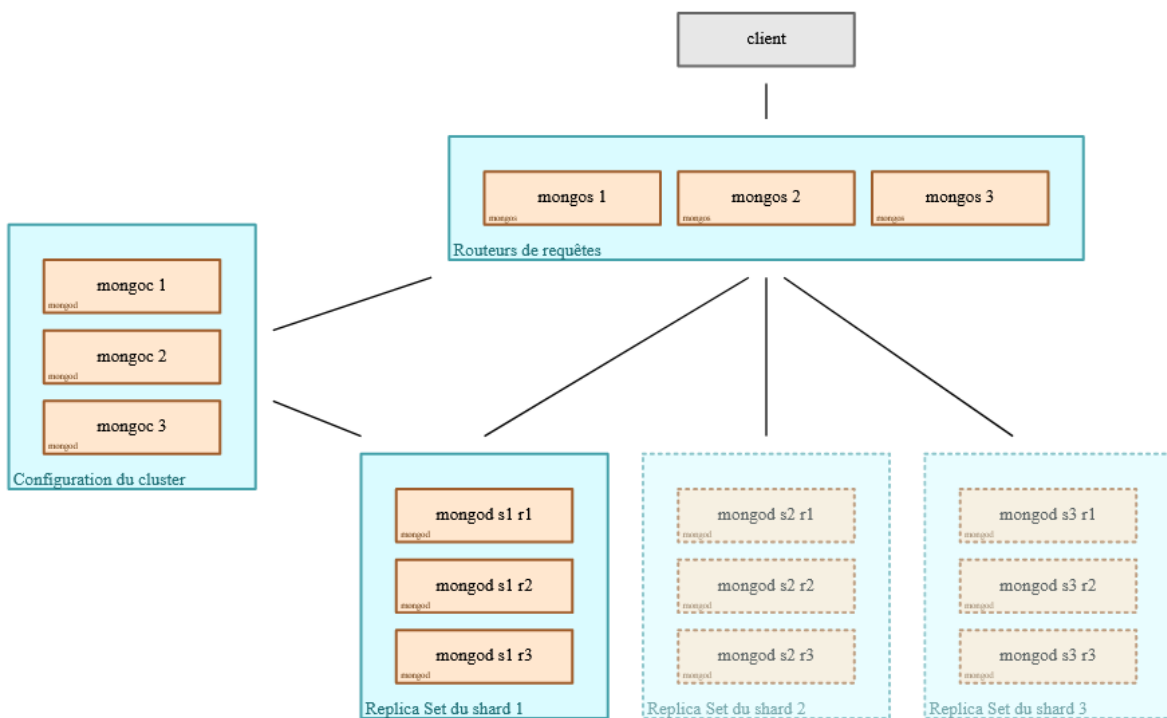 client
mongos 1
mongos
mongos 2
mongos
mongos 3
mongos
Routeurs de requêtes
mongoc 1
mongod
mongoc 2
mongod
mongoc 3
mongod
Configuration du cluster
mongod s1 r1
mongod
mongod s1 r2
mongod
mongod s1 r3
mongod
Replica Set du shard 1
mongod s2 r1
mongod
mongod s2 r2
mongod
mongod s2 r3
mongod
Replica Set du shard 2
mongod s3 r1
mongod
mongod s3 r2
mongod
mongod s3 r3
mongod
Replica Set du shard 3